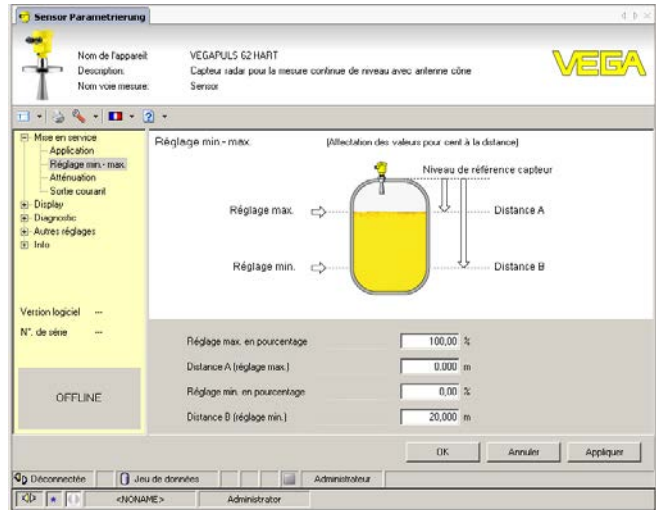 Sensor Parametrierung
Nom de l'appareil: VEGAPULS 62 HART
Description: Capteur radar pour la mesure continue de niveau avec antenne cône
Nom voie mesure: Sensor
VEGA
Mise en service
Application
Réglage min.- max.
Atténuation
Sortie courant
Display
Diagnostic
Autres réglages
Info
Version logiciel ---
N°. de série ---
OFFLINE
Réglage min.- max. (Affectation des valeurs pour cent à la distance)
Niveau de référence capteur
Réglage max. Distance A
Réglage min. Distance B
Réglage max. en pourcentage 100,00 %
Distance A (réglage max.) 0,000 m
Réglage min. en pourcentage 0,00 %
Distance B (réglage min.) 20,000 m
OK Annuler Appliquer
Déconnectée Jeu de données Administrateur
<NONAME> Administrator